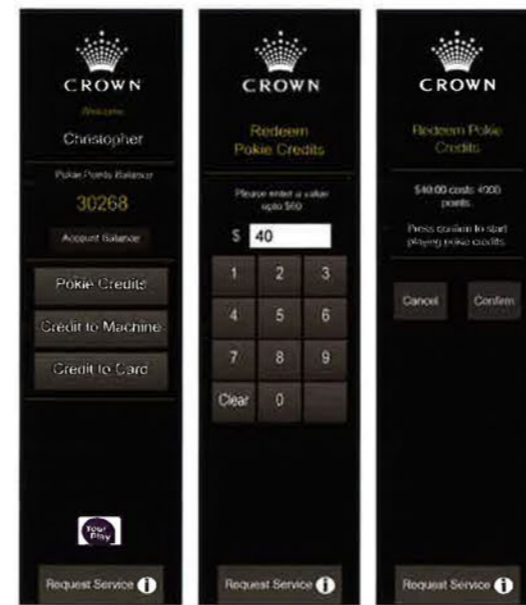 CROWN
Welcome
Christopher
Pokie Points Balance
30268
Account Balance
Pokie Credits
Credit to Machine
Credit to Card
Your
Play
Request Service i
CROWN
Redeem
Pokie Credits
Please enter a value
upto $60
$ 40
1 2 3
4 5 6
7 8 9
Clear 0
Request Service i
CROWN
Redeem Pokie
Credits
$40.00 costs 4000
points.
Press confirm to start
playing pokie credits
Cancel Confirm
Request Service i